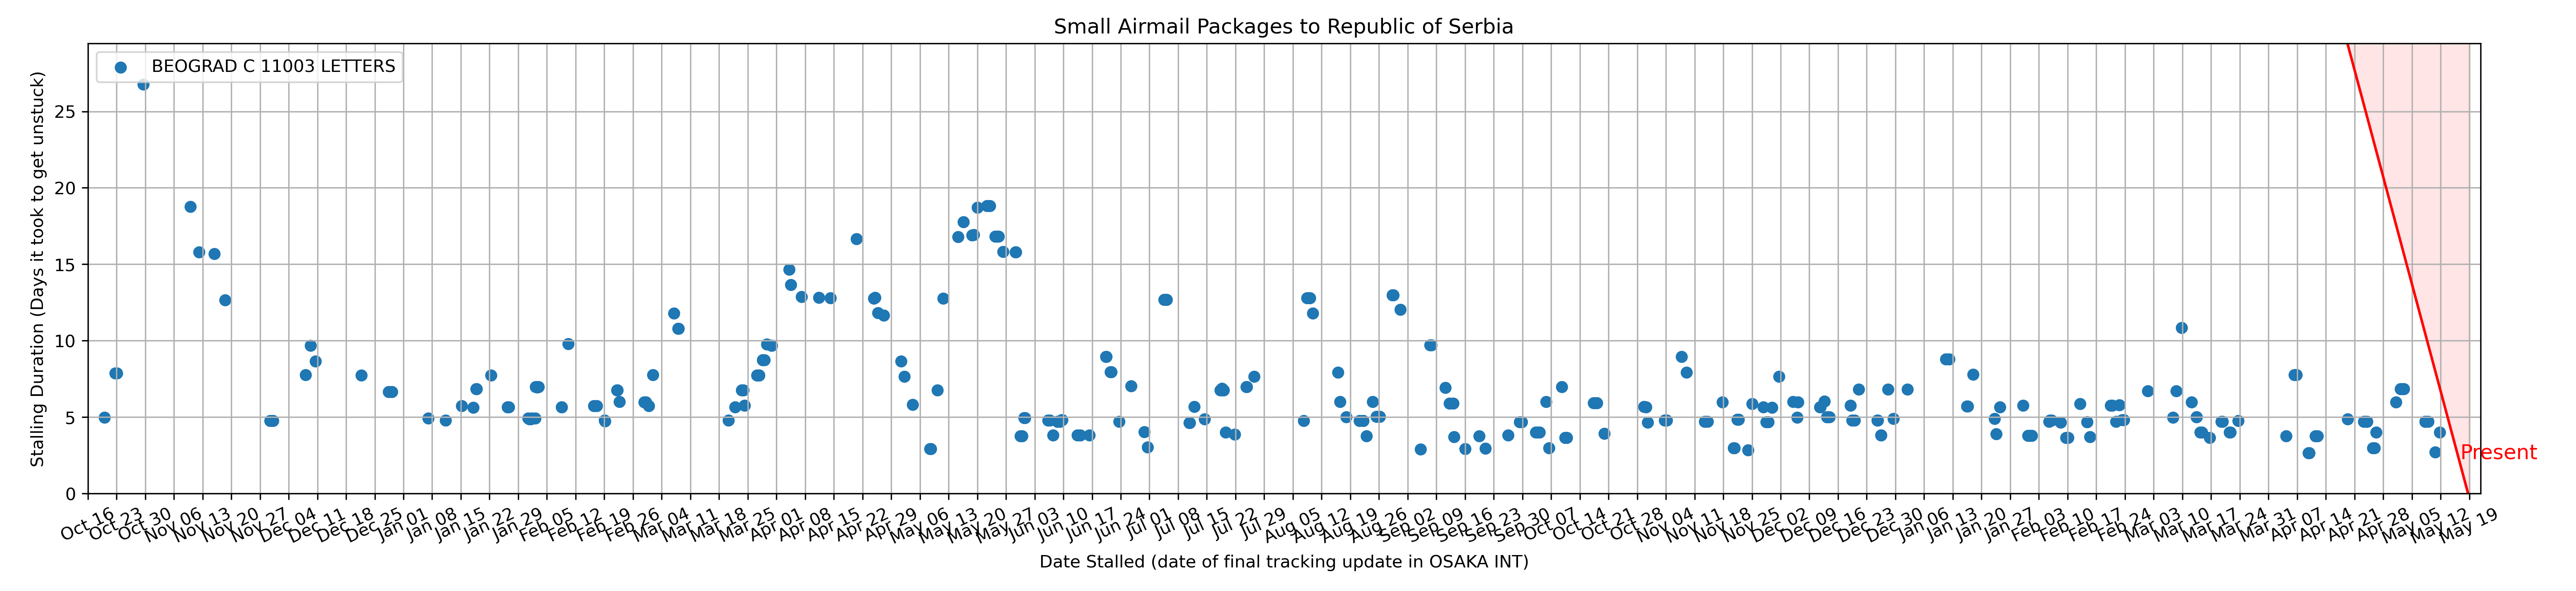 Small Airmail Packages to Republic of Serbia
BEOGRAD C 11003 LETTERS
Stalling Duration (Days it took to get unstuck)
25
20
15
10
5
0
Present
Oct 16
Oct 23
Oct 30
Nov 06
Nov 13
Nov 20
Nov 27
Dec 04
Dec 11
Dec 18
Dec 25
Jan 01
Jan 08
Jan 15
Jan 22
Jan 29
Feb 05
Feb 12
Feb 19
Feb 26
Mar 04
Mar 11
Mar 18
Mar 25
Apr 01
Apr 08
Apr 15
Apr 22
Apr 29
May 06
May 13
May 20
May 27
Jun 03
Jun 10
Jun 17
Jun 24
Jul 01
Jul 08
Jul 15
Jul 22
Jul 29
Aug 05
Aug 12
Aug 19
Aug 26
Sep 02
Sep 09
Sep 16
Sep 23
Sep 30
Oct 07
Oct 14
Oct 21
Oct 28
Nov 04
Nov 11
Nov 18
Nov 25
Dec 02
Dec 09
Dec 16
Dec 23
Dec 30
Jan 06
Jan 13
Jan 20
Jan 27
Feb 03
Feb 10
Feb 17
Feb 24
Mar 03
Mar 10
Mar 17
Mar 24
Mar 31
Apr 07
Apr 14
Apr 21
Apr 28
May 05
May 12
May 19
Date Stalled (date of final tracking update in OSAKA INT)